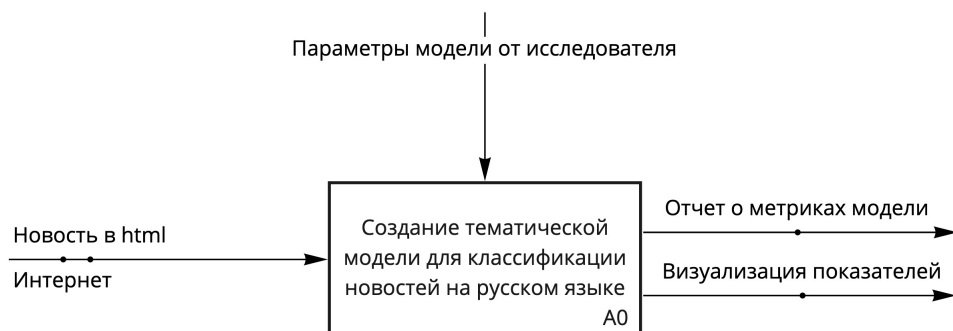 Параметры модели от исследователя
Новость в html
Интернет
Создание тематической
модели для классификации
новостей на русском языке
A0
Отчет о метриках модели
Визуализация показателей